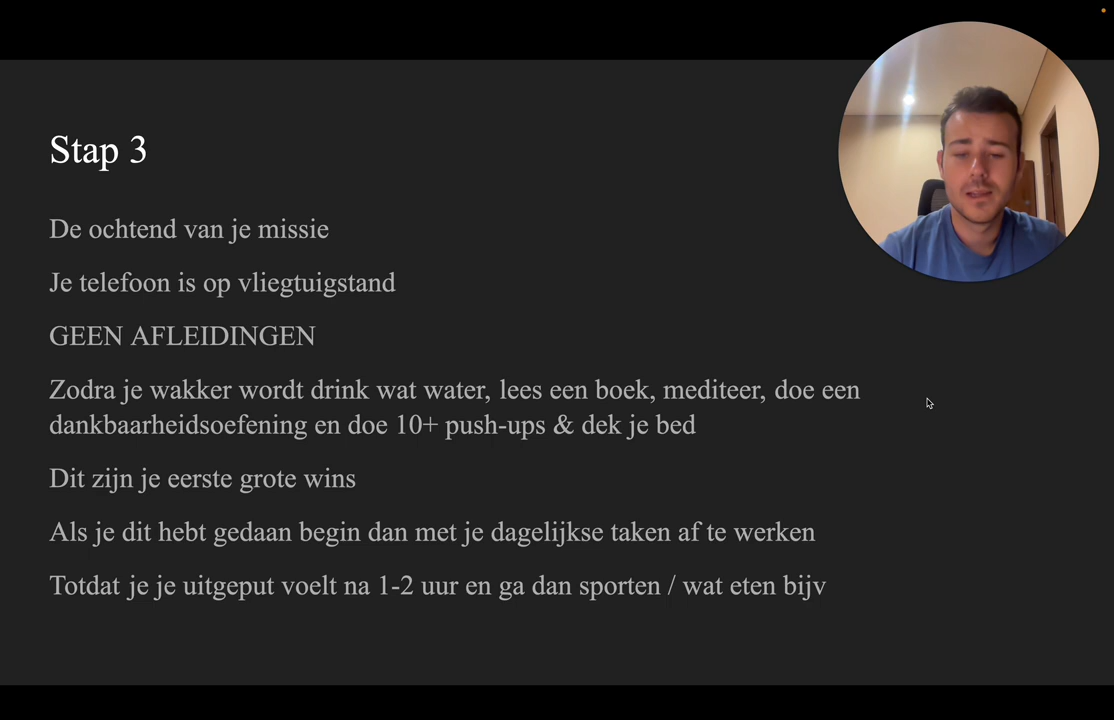 Stap 3
De ochtend van je missie
Je telefoon is op vliegtuigstand
GEEN AFLEIDINGEN
Zodra je wakker wordt drink wat water, lees een boek, mediteer, doe een
dankbaarheidsoefening en doe 10+ push-ups & dek je bed
Dit zijn je eerste grote wins
Als je dit hebt gedaan begin dan met je dagelijkse taken af te werken
Totdat je je uitgeput voelt na 1-2 uur en ga dan sporten / wat eten bijv